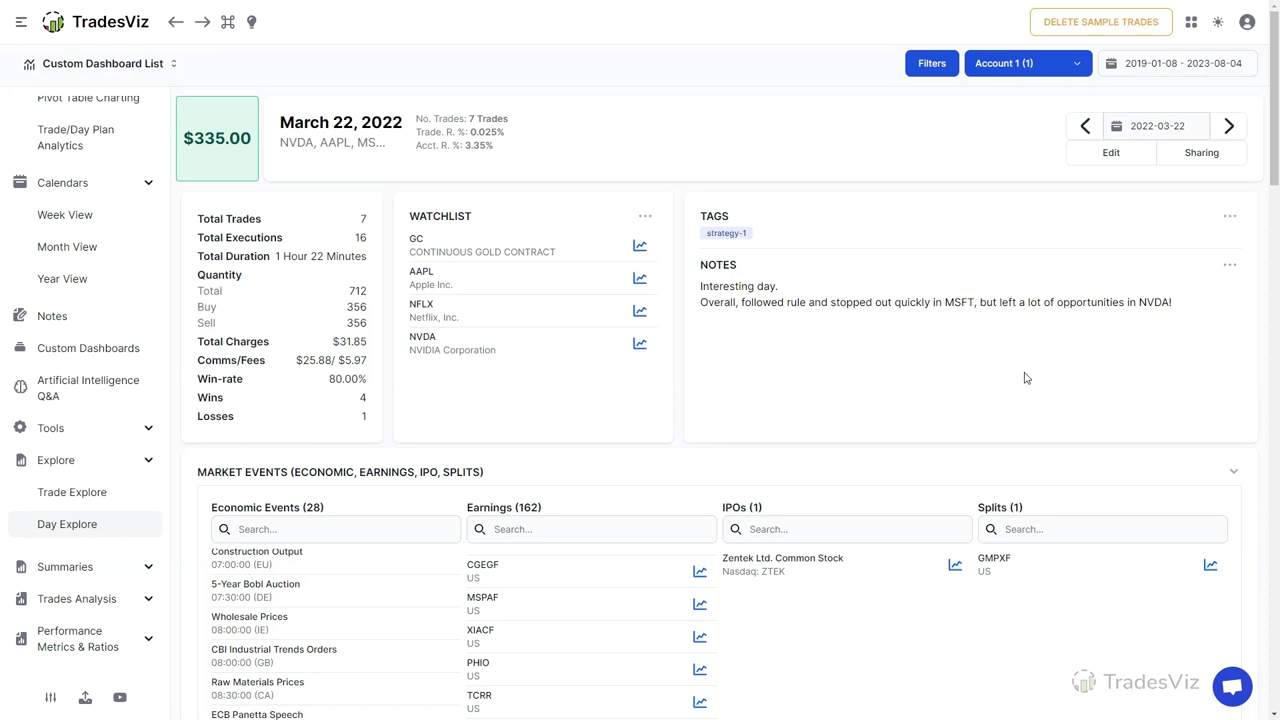 TradesViz
DELETE SAMPLE TRADES
Custom Dashboard List
Filters
Account 1 (1)
2019-01-08 - 2023-08-04
Pivot Table Charting
Trade/Day Plan
Analytics
Calendars
Week View
Month View
Year View
Notes
Custom Dashboards
Artificial Intelligence
Q&A
Tools
Explore
Trade Explore
Day Explore
Summaries
Trades Analysis
Performance
Metrics & Ratios
$335.00
March 22, 2022
NVDA, AAPL, MS...
No. Trades: 7 Trades
Trade. R. %: 0.025%
Acct. R. %: 3.35%
2022-03-22
Edit
Sharing
Total Trades 7
Total Executions 16
Total Duration 1 Hour 22 Minutes
Quantity
Total 712
Buy 356
Sell 356
Total Charges $31.85
Comms/Fees $25.88/ $5.97
Win-rate 80.00%
Wins 4
Losses 1
WATCHLIST
GC
CONTINUOUS GOLD CONTRACT
AAPL
Apple Inc.
NFLX
Netflix, Inc.
NVDA
NVIDIA Corporation
TAGS
strategy-1
NOTES
Interesting day.
Overall, followed rule and stopped out quickly in MSFT, but left a lot of opportunities in NVDA!
MARKET EVENTS (ECONOMIC, EARNINGS, IPO, SPLITS)
Economic Events (28)
Search...
Construction Output
07:00:00 (EU)
5-Year Bobl Auction
07:30:00 (DE)
Wholesale Prices
08:00:00 (IE)
CBI Industrial Trends Orders
08:00:00 (GB)
Raw Materials Prices
08:30:00 (CA)
ECB Panetta Speech
Earnings (162)
Search...
CGEGF
US
MSPAF
US
XIACF
US
PHIO
US
TCRR
US
IPOs (1)
Search...
Zentek Ltd. Common Stock
Nasdaq: ZTEK
Splits (1)
Search...
GMPXF
US
TradesViz